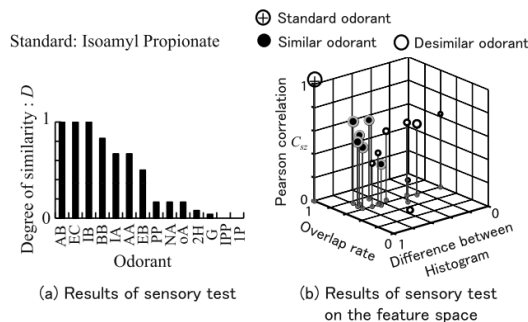 Standard odorant
Similar odorant
Desimilar odorant
Standard: Isoamyl Propionate
Degree of similarity : D
1
0
AB
EC
IB
BB
IA
AA
EB
PP
NA
oA
2H
G
IPP
1P
Odorant
(a) Results of sensory test
Pearson correlation
1
0
1
Overlap rate
0
1
0
Difference between
Histogram
(b) Results of sensory test
on the feature space